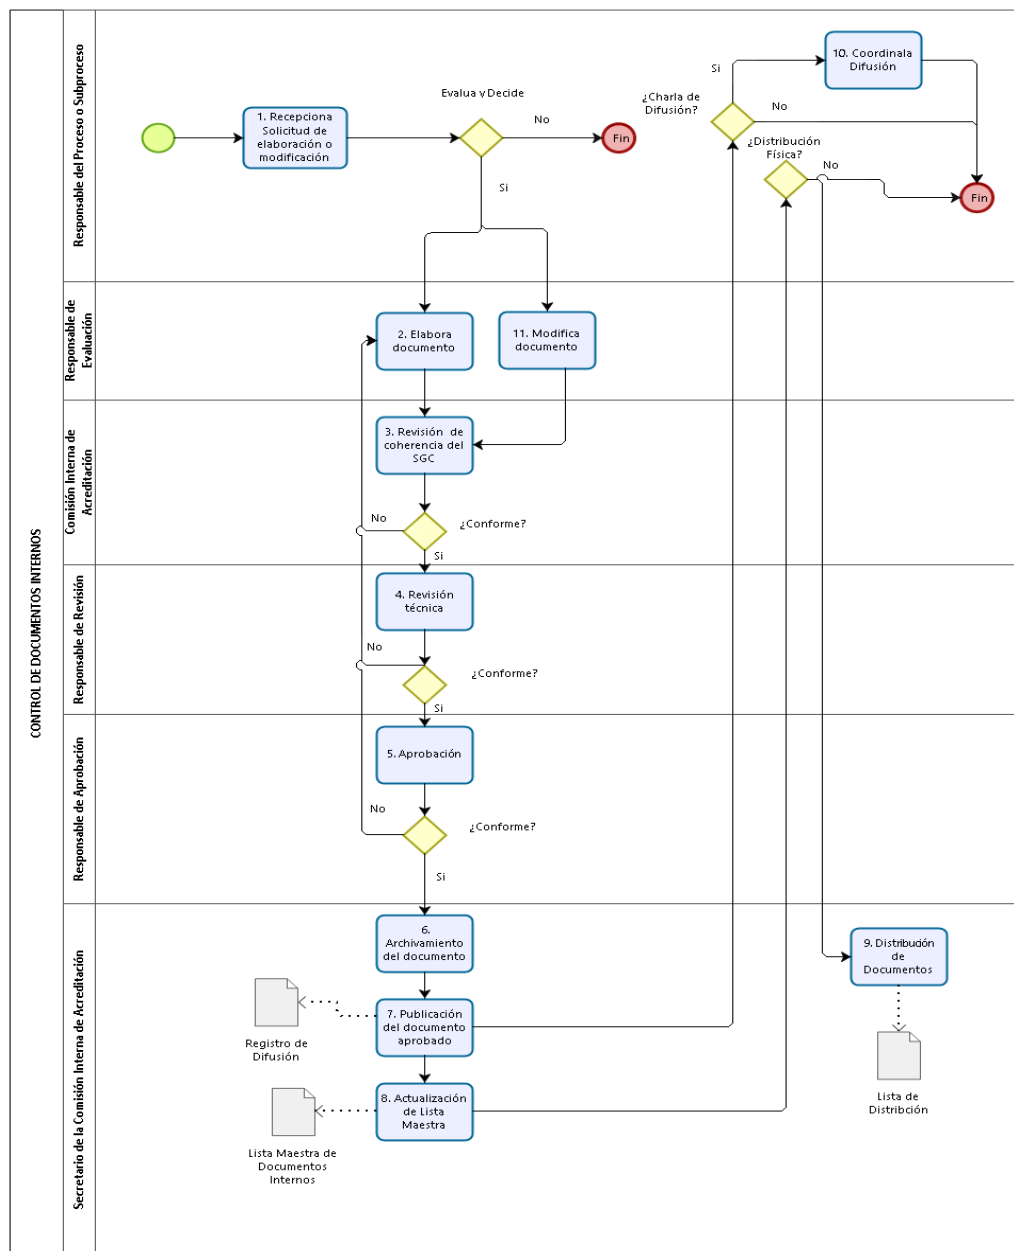 CONTROL DE DOCUMENTOS INTERNOS
Responsable del Proceso o Subproceso
1. Recepciona
Solicitud de
elaboración o
modificación
Evalua y Decide
No
Fin
Si
¿Charla de
Difusión?
Si
No
10. Coordinala
Difusión
¿Distribución
Física?
No
Fin
Responsable de
Evaluación
2. Elabora
documento
11. Modifica
documento
Comisión Interna de
Acreditación
3. Revisión de
coherencia del
SGC
No
¿Conforme?
Si
Responsable de Revisión
4. Revisión
técnica
No
¿Conforme?
Si
Responsable de Aprobación
5. Aprobación
No
¿Conforme?
Si
Secretario de la Comisión Interna de Acreditación
6.
Archivamiento
del documento
7. Publicación
del documento
aprobado
Registro de
Difusión
8. Actualización
de Lista
Maestra
Lista Maestra de
Documentos
Internos
9. Distribución
de
Documentos
Lista de
Distribción